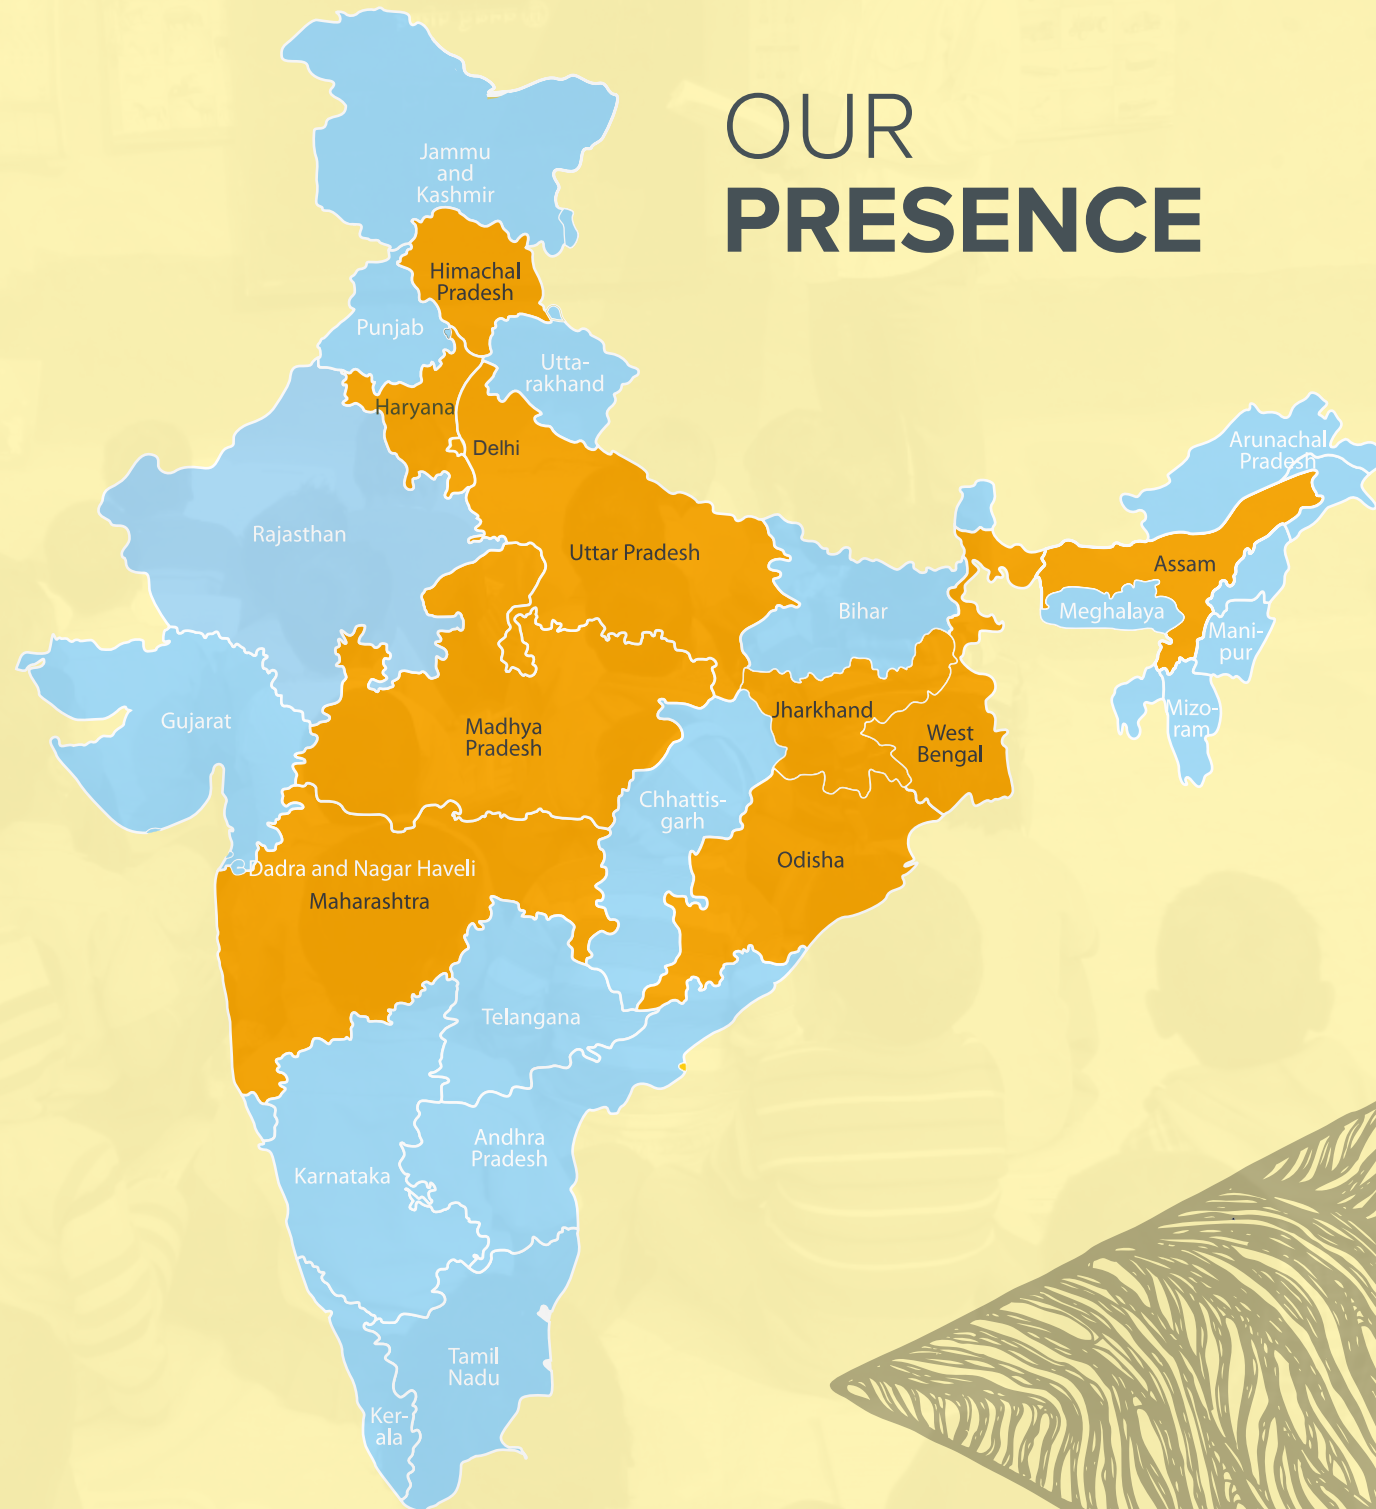 OUR
PRESENCE
Jammu
and
Kashmir
Himachal
Pradesh
Punjab
Utta-
rakhand
Haryana
Delhi
Arunachal
Pradesh
Rajasthan
Uttar Pradesh
Assam
Bihar
Meghalaya
Mani-
pur
Gujarat
Madhya
Pradesh
Jharkhand
West
Bengal
Mizo-
ram
Chhattis-
garh
Odisha
Dadra and Nagar Haveli
Maharashtra
Telangana
Andhra
Pradesh
Karnataka
Tamil
Nadu
Ker-
ala